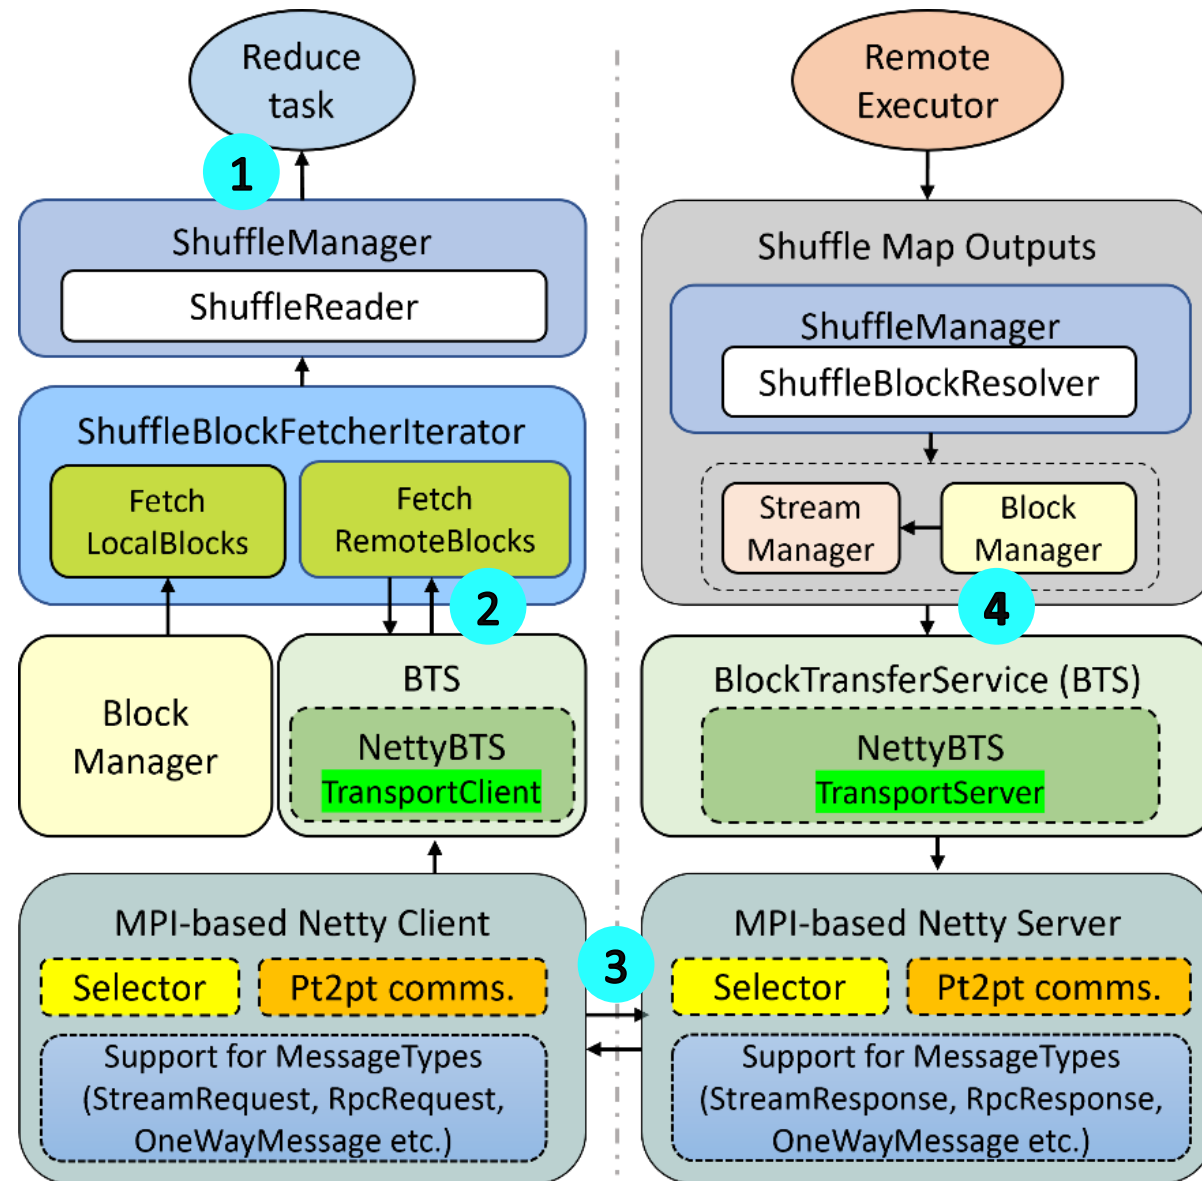 Reduce
task
1
ShuffleManager
ShuffleReader
ShuffleBlockFetcherIterator
Fetch
LocalBlocks
Fetch
RemoteBlocks
2
Block
Manager
BTS
NettyBTS
TransportClient
MPI-based Netty Client
Selector
Pt2pt comms.
Support for MessageTypes
(StreamRequest, RpcRequest,
OneWayMessage etc.)
3
Remote
Executor
Shuffle Map Outputs
ShuffleManager
ShuffleBlockResolver
Stream
Manager
Block
Manager
4
BlockTransferService (BTS)
NettyBTS
TransportServer
MPI-based Netty Server
Selector
Pt2pt comms.
Support for MessageTypes
(StreamResponse, RpcResponse,
OneWayMessage etc.)